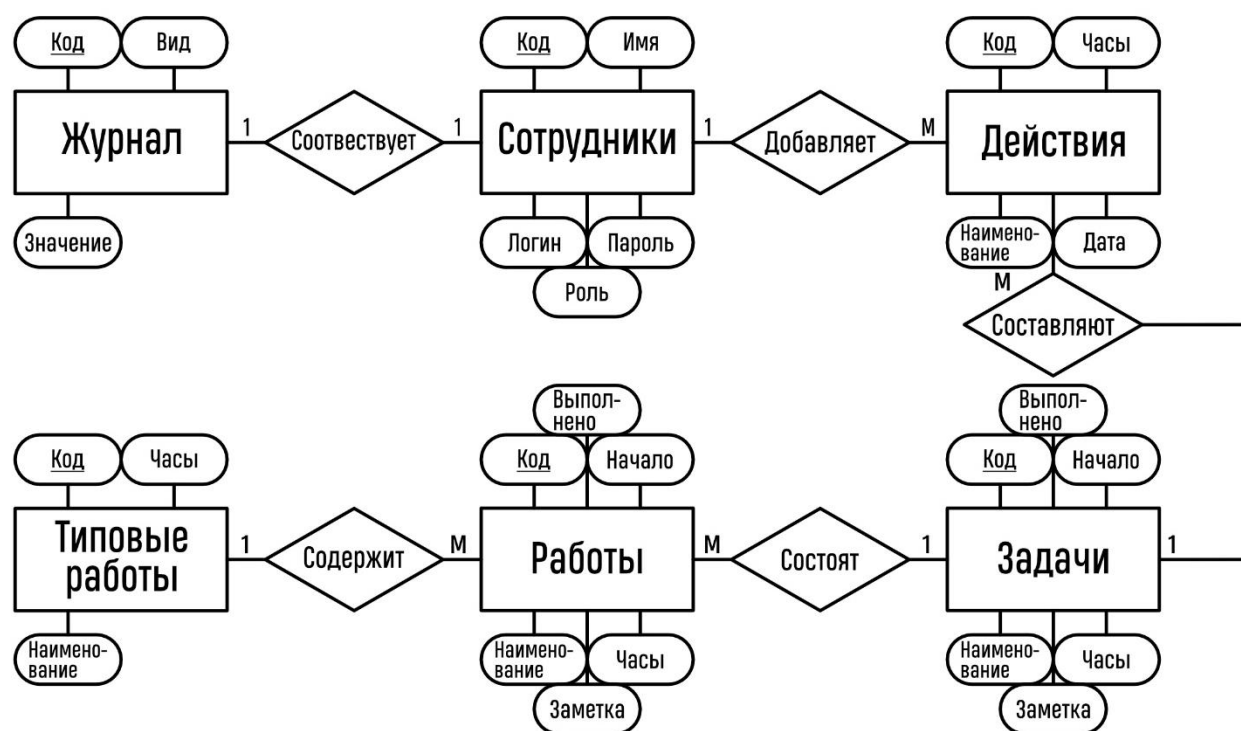 Код Вид Код Имя Код Часы
Журнал 1 Соотвествует 1 Сотрудники 1 Добавляет М Действия
Значение Логин Пароль Наимено-
вание Дата
Роль М
Составляют
Выпол-
нено
Выпол-
нено
Код Часы Код Начало Код Начало
Типовые
работы 1 Содержит М Работы М Состоят 1 Задачи 1
Наимено-
вание
Наимено-
вание Часы
Наимено-
вание Часы
Заметка Заметка